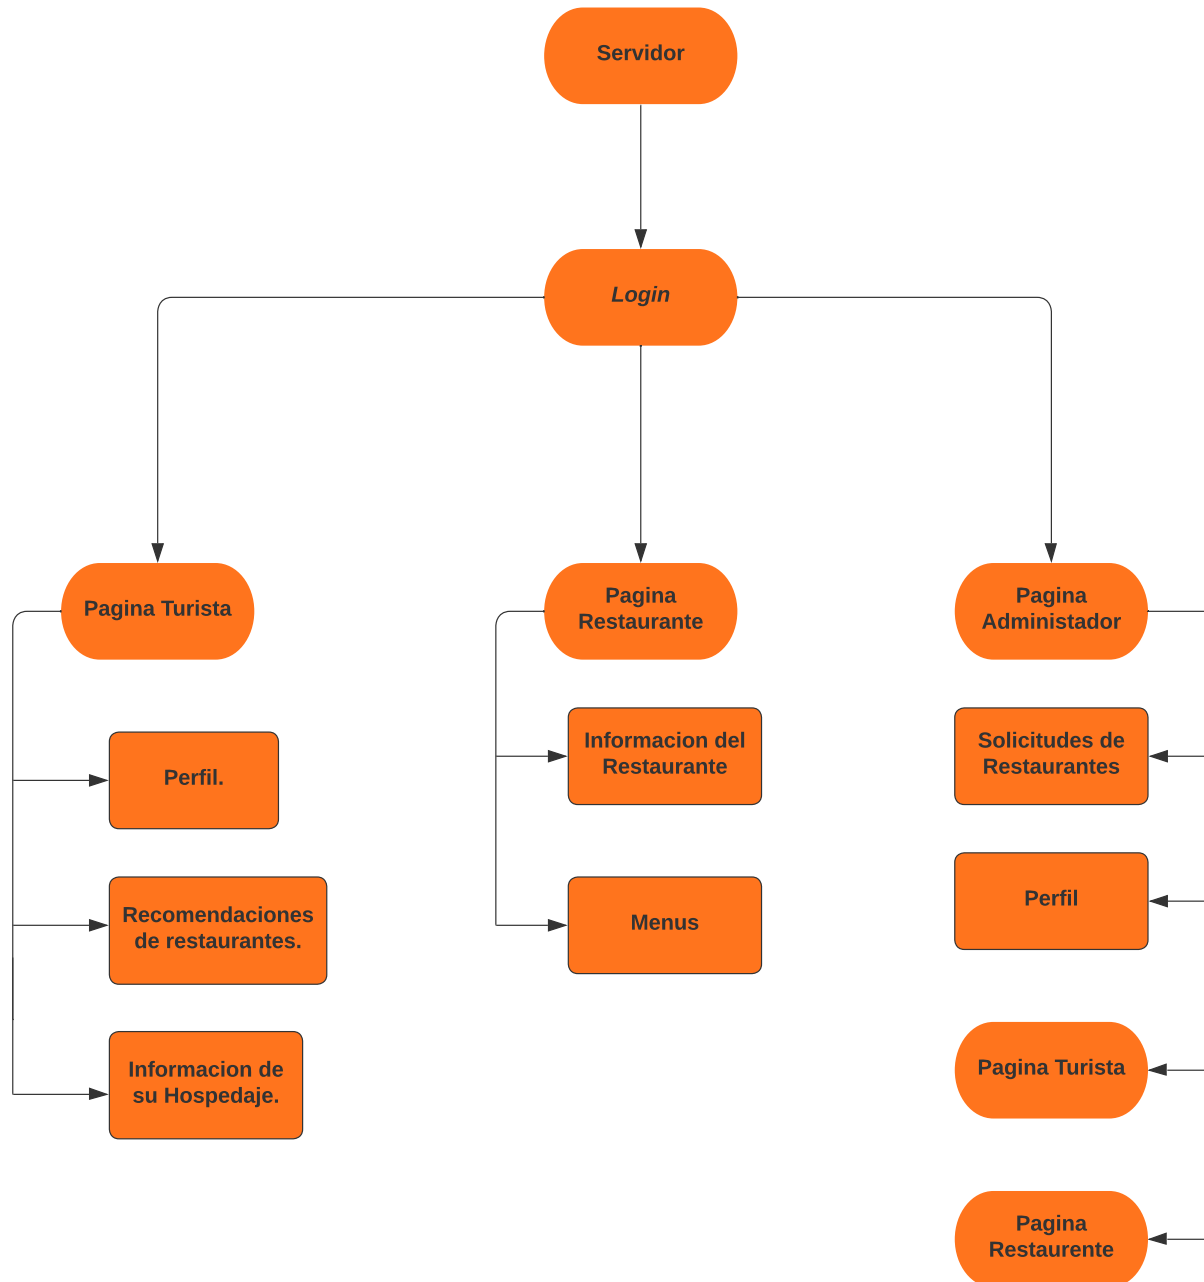 Servidor
Login
Pagina Turista
Perfil.
Recomendaciones
de restaurantes.
Informacion de
su Hospedaje.
Pagina
Restaurante
Informacion del
Restaurante
Menus
Pagina
Administador
Solicitudes de
Restaurantes
Perfil
Pagina Turista
Pagina
Restaurente